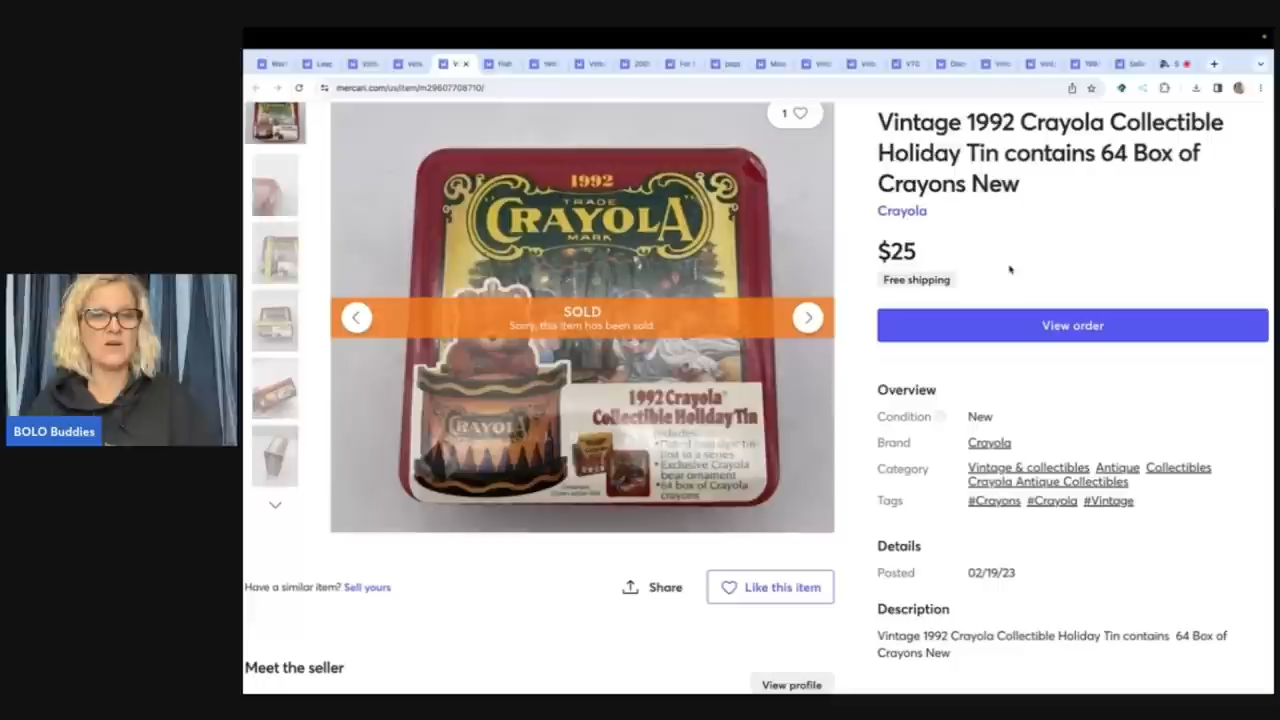 mercari.com/us/item/m29607708710/
1
1992
TRADE
CRAYOLA
MARK
SOLD
Sorry, this item has been sold.
CRAYOLA
1992 Crayola
Collectible Holiday Tin
includes:
Exclusive Crayola
bear ornament
64 box of Crayola
crayons
Have a similar item? Sell yours
Share
Like this item
Meet the seller
View profile
Vintage 1992 Crayola Collectible
Holiday Tin contains 64 Box of
Crayons New
Crayola
$25
Free shipping
View order
Overview
Condition New
Brand Crayola
Category Vintage & collectibles Antique Collectibles
Crayola Antique Collectibles
Tags #Crayons #Crayola #Vintage
Details
Posted 02/19/23
Description
Vintage 1992 Crayola Collectible Holiday Tin contains 64 Box of
Crayons New
BOLO Buddies